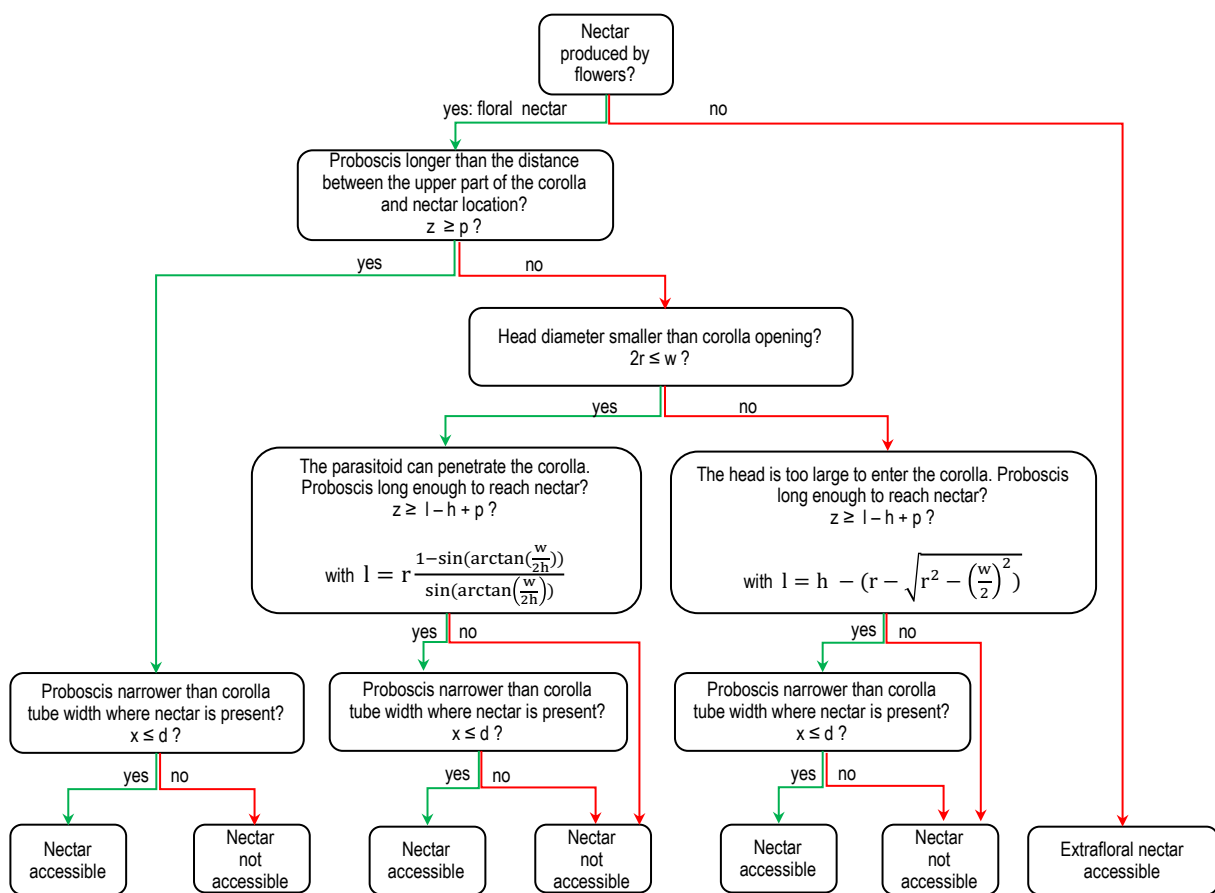 Nectar
produced by
flowers?
yes: floral nectar
no
Proboscis longer than the distance
between the upper part of the corolla
and nectar location?
z ≥ p ?
yes
no
Head diameter smaller than corolla opening?
2r ≤ w ?
yes
no
The parasitoid can penetrate the corolla.
Proboscis long enough to reach nectar?
z ≥ l – h + p ?
with l = r (1−sin(arctan(w/2h)))/(sin(arctan(w/2h)))
The head is too large to enter the corolla. Proboscis
long enough to reach nectar?
z ≥ l – h + p ?
with l = h − (r − √(r² − (w/2)²))
yes
no
yes
no
Proboscis narrower than corolla
tube width where nectar is present?
x ≤ d ?
Proboscis narrower than corolla
tube width where nectar is present?
x ≤ d ?
Proboscis narrower than corolla
tube width where nectar is present?
x ≤ d ?
yes
no
yes
no
yes
no
Nectar
accessible
Nectar
not
accessible
Nectar
accessible
Nectar
not
accessible
Nectar
accessible
Nectar
not
accessible
Extrafloral nectar
accessible